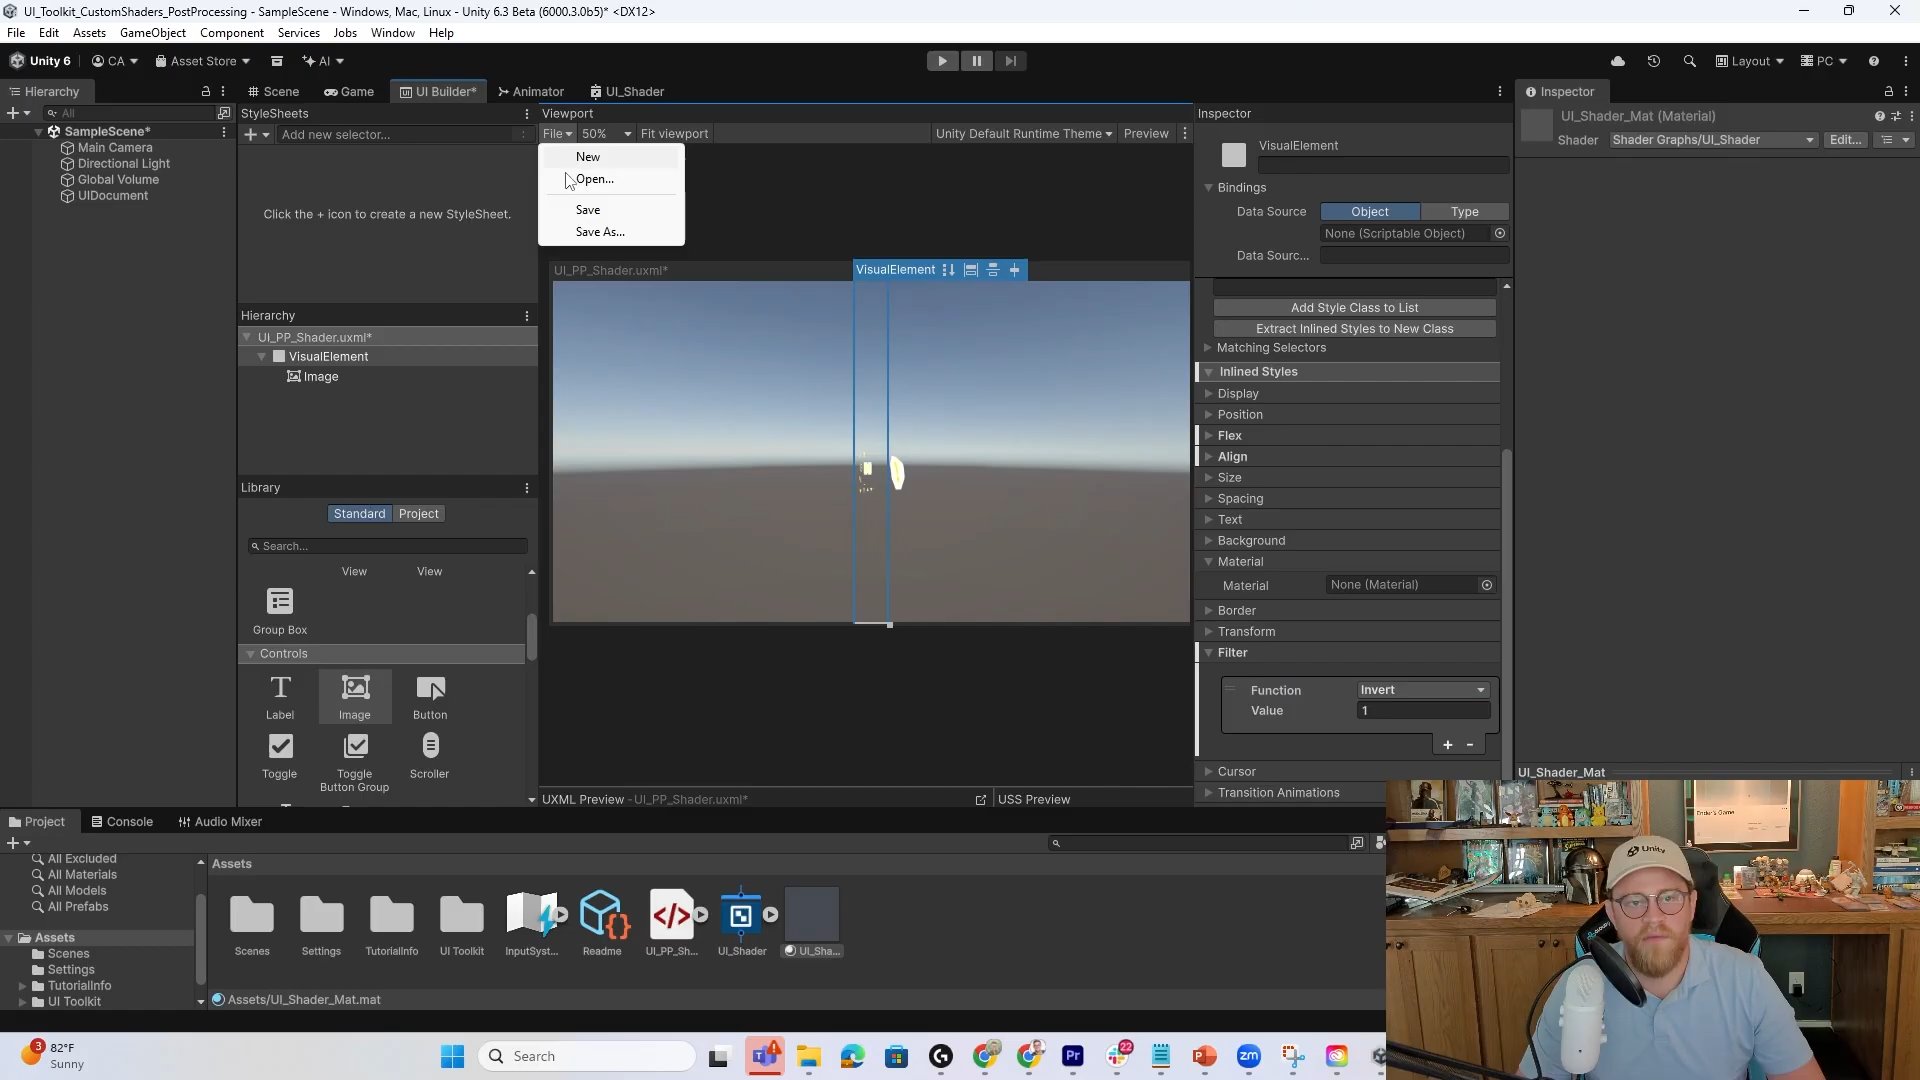 UI_Toolkit_CustomShaders_PostProcessing - SampleScene - Windows, Mac, Linux - Unity 6.3 Beta (6000.3.0b5)* <DX12>
File Edit Assets GameObject Component Services Jobs Window Help
Unity 6 CA Asset Store AI Layout PC
Hierarchy Scene Game UI Builder* Animator UI_Shader Inspector
All
SampleScene*
Main Camera
Directional Light
Global Volume
UIDocument
StyleSheets
Add new selector...
Click the + icon to create a new StyleSheet.
Hierarchy
UI_PP_Shader.uxml*
VisualElement
Image
Library
Standard Project
Search...
View View
Group Box
Controls
Label Image Button
Toggle Toggle Button Group Scroller
Viewport
File 50% Fit viewport Unity Default Runtime Theme Preview
New
Open...
Save
Save As...
UI_PP_Shader.uxml* VisualElement
UXML Preview - UI_PP_Shader.uxml* USS Preview
Inspector
VisualElement
Bindings
Data Source Object Type
None (Scriptable Object)
Data Sourc...
Add Style Class to List
Extract Inlined Styles to New Class
Matching Selectors
Inlined Styles
Display
Position
Flex
Align
Size
Spacing
Text
Background
Material
Material None (Material)
Border
Transform
Filter
Function Invert
Value 1
+ -
Cursor
Transition Animations
UI_Shader_Mat (Material)
Shader Shader Graphs/UI_Shader Edit...
UI_Shader_Mat
Project Console Audio Mixer
All Excluded
All Materials
All Models
All Prefabs
Assets
Scenes
Settings
TutorialInfo
UI Toolkit
Assets
Scenes Settings TutorialInfo UI Toolkit InputSyst... Readme UI_PP_Sh... UI_Shader UI_Sha...
Assets/UI_Shader_Mat.mat
Ender's Game
Unity
3
82°F
Sunny
Search
22
Pr
zm